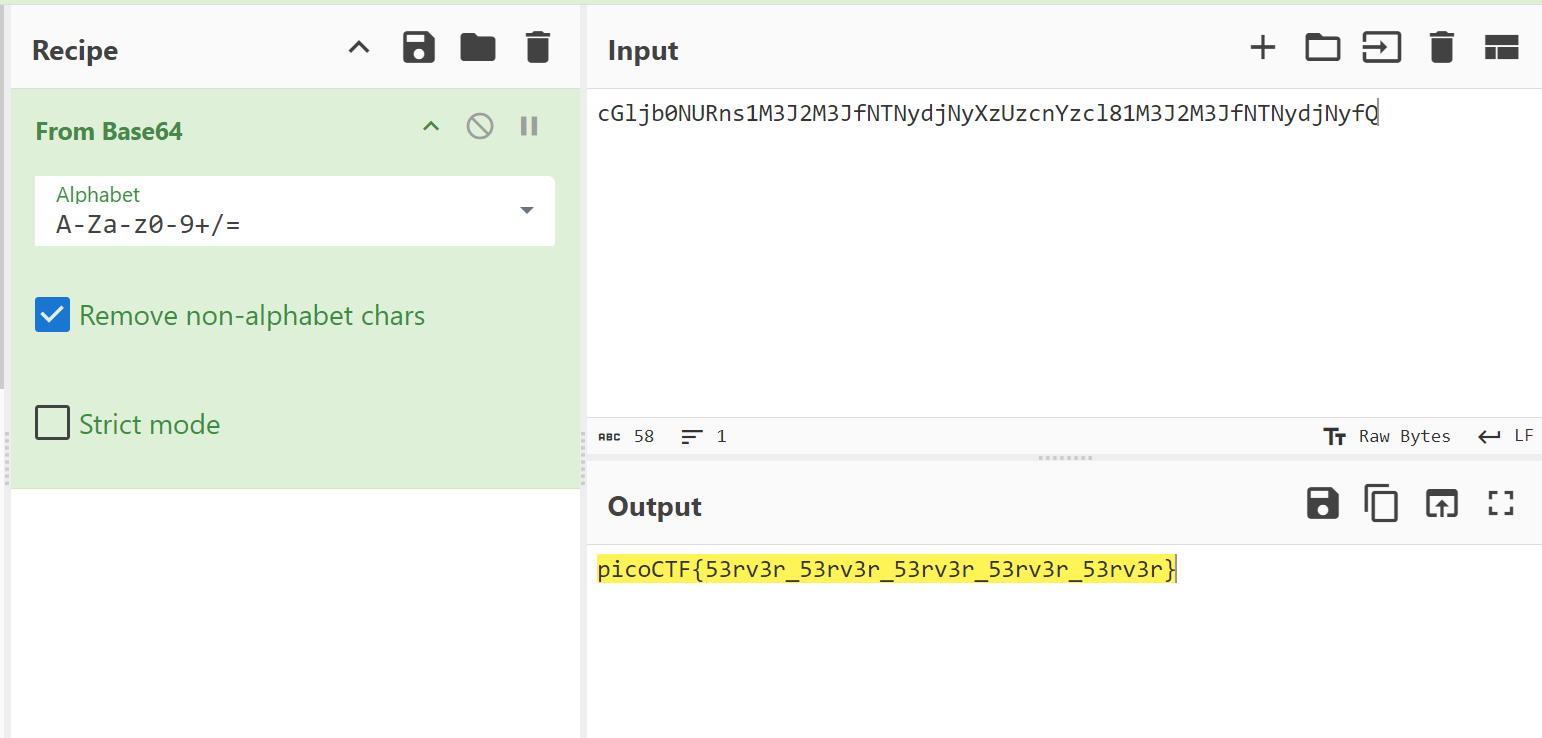 Recipe
From Base64
Alphabet
A-Za-z0-9+/=
Remove non-alphabet chars
Strict mode
Input
cGljb0NURns1M3J2M3JfNTNydjNyXzUzcnYzcl81M3J2M3JfNTNydjNyfQ
ABC 58 1
Tт Raw Bytes LF
Output
picoCTF{53rv3r_53rv3r_53rv3r_53rv3r_53rv3r}